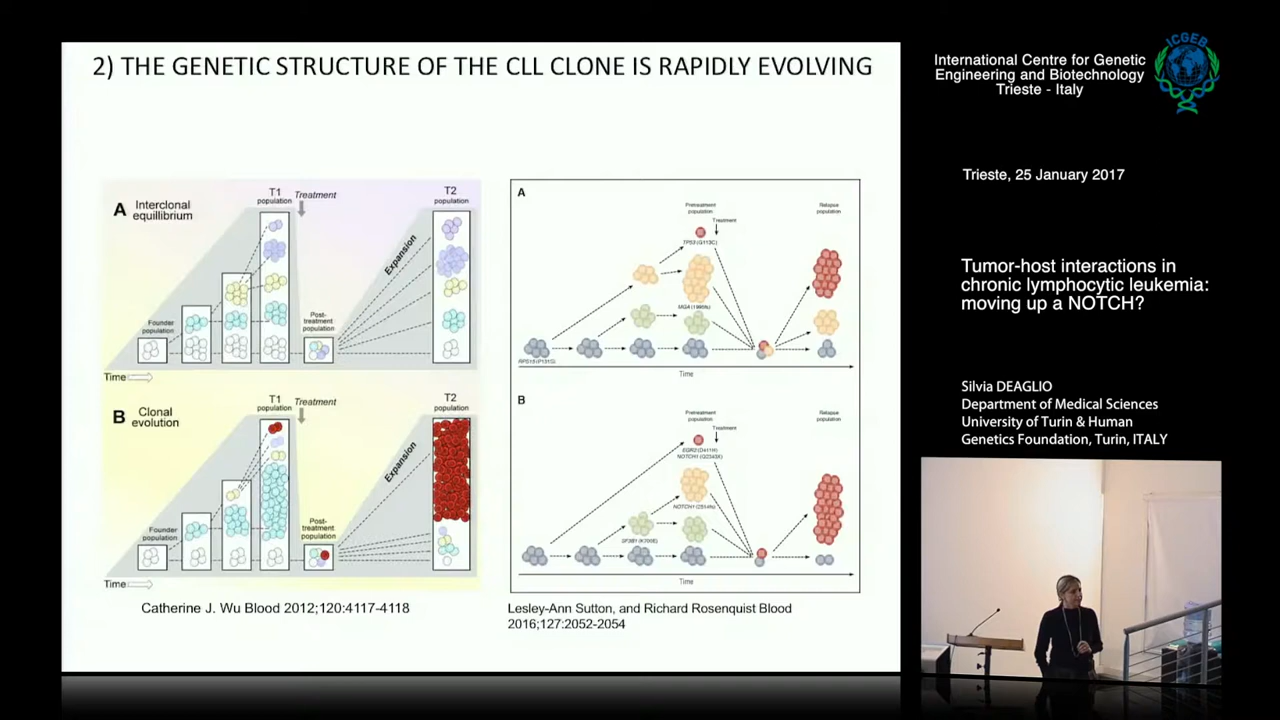 2) THE GENETIC STRUCTURE OF THE CLL CLONE IS RAPIDLY EVOLVING
A Interclonal
equillibrium
T1
population
Treatment
T2
population
Expansion
Founder
population
Post-
treatment
population
Time
B Clonal
evolution
T1
population
Treatment
T2
population
Expansion
Founder
population
Post-
treatment
population
Time
Catherine J. Wu Blood 2012;120:4117-4118
A
Pretreatment
population
Treatment
Relapse
population
Time
B
Pretreatment
population
Treatment
Relapse
population
Time
Lesley-Ann Sutton, and Richard Rosenquist Blood
2016;127:2052-2054
International Centre for Genetic
Engineering and Biotechnology
Trieste - Italy
ICGEB
Trieste, 25 January 2017
Tumor-host interactions in
chronic lymphocytic leukemia:
moving up a NOTCH?
Silvia DEAGLIO
Department of Medical Sciences
University of Turin & Human
Genetics Foundation, Turin, ITALY